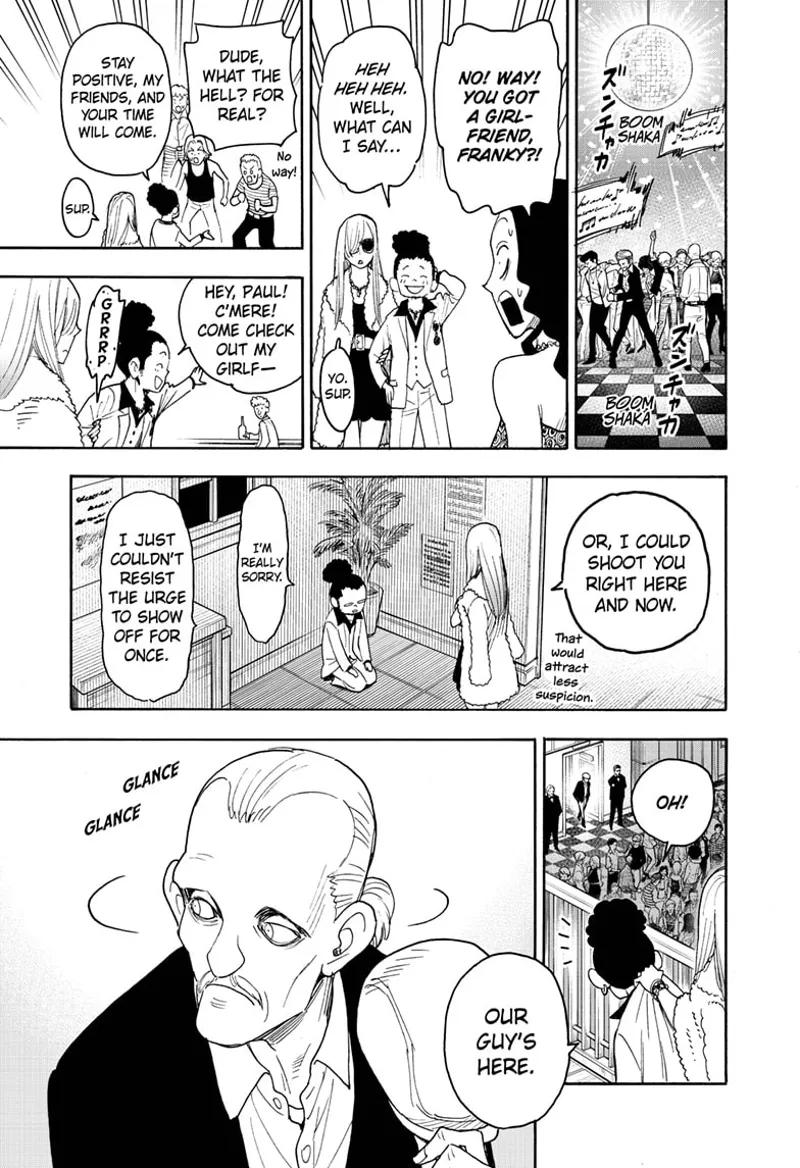 ズンチャカ
BOOM
SHAKA
ズンチャカ
BOOM
SHAKA
NO! WAY!
YOU GOT
A GIRL-
FRIEND,
FRANKY?!
HEH
HEH HEH.
WELL,
WHAT CAN
I SAY...
YO.
SUP.
DUDE,
WHAT THE
HELL? FOR
REAL?
No
way!
STAY
POSITIVE, MY
FRIENDS, AND
YOUR TIME
WILL COME.
SUP.
HEY, PAUL!
C'MERE!
COME CHECK
OUT MY
GIRLF—
GRRRP
OR, I COULD
SHOOT YOU
RIGHT HERE
AND NOW.
That
would
attract
less
suspicion.
I'M
REALLY
SORRY.
I JUST
COULDN'T
RESIST
THE URGE
TO SHOW
OFF FOR
ONCE.
OH!
GLANCE
GLANCE
OUR
GUY'S
HERE.